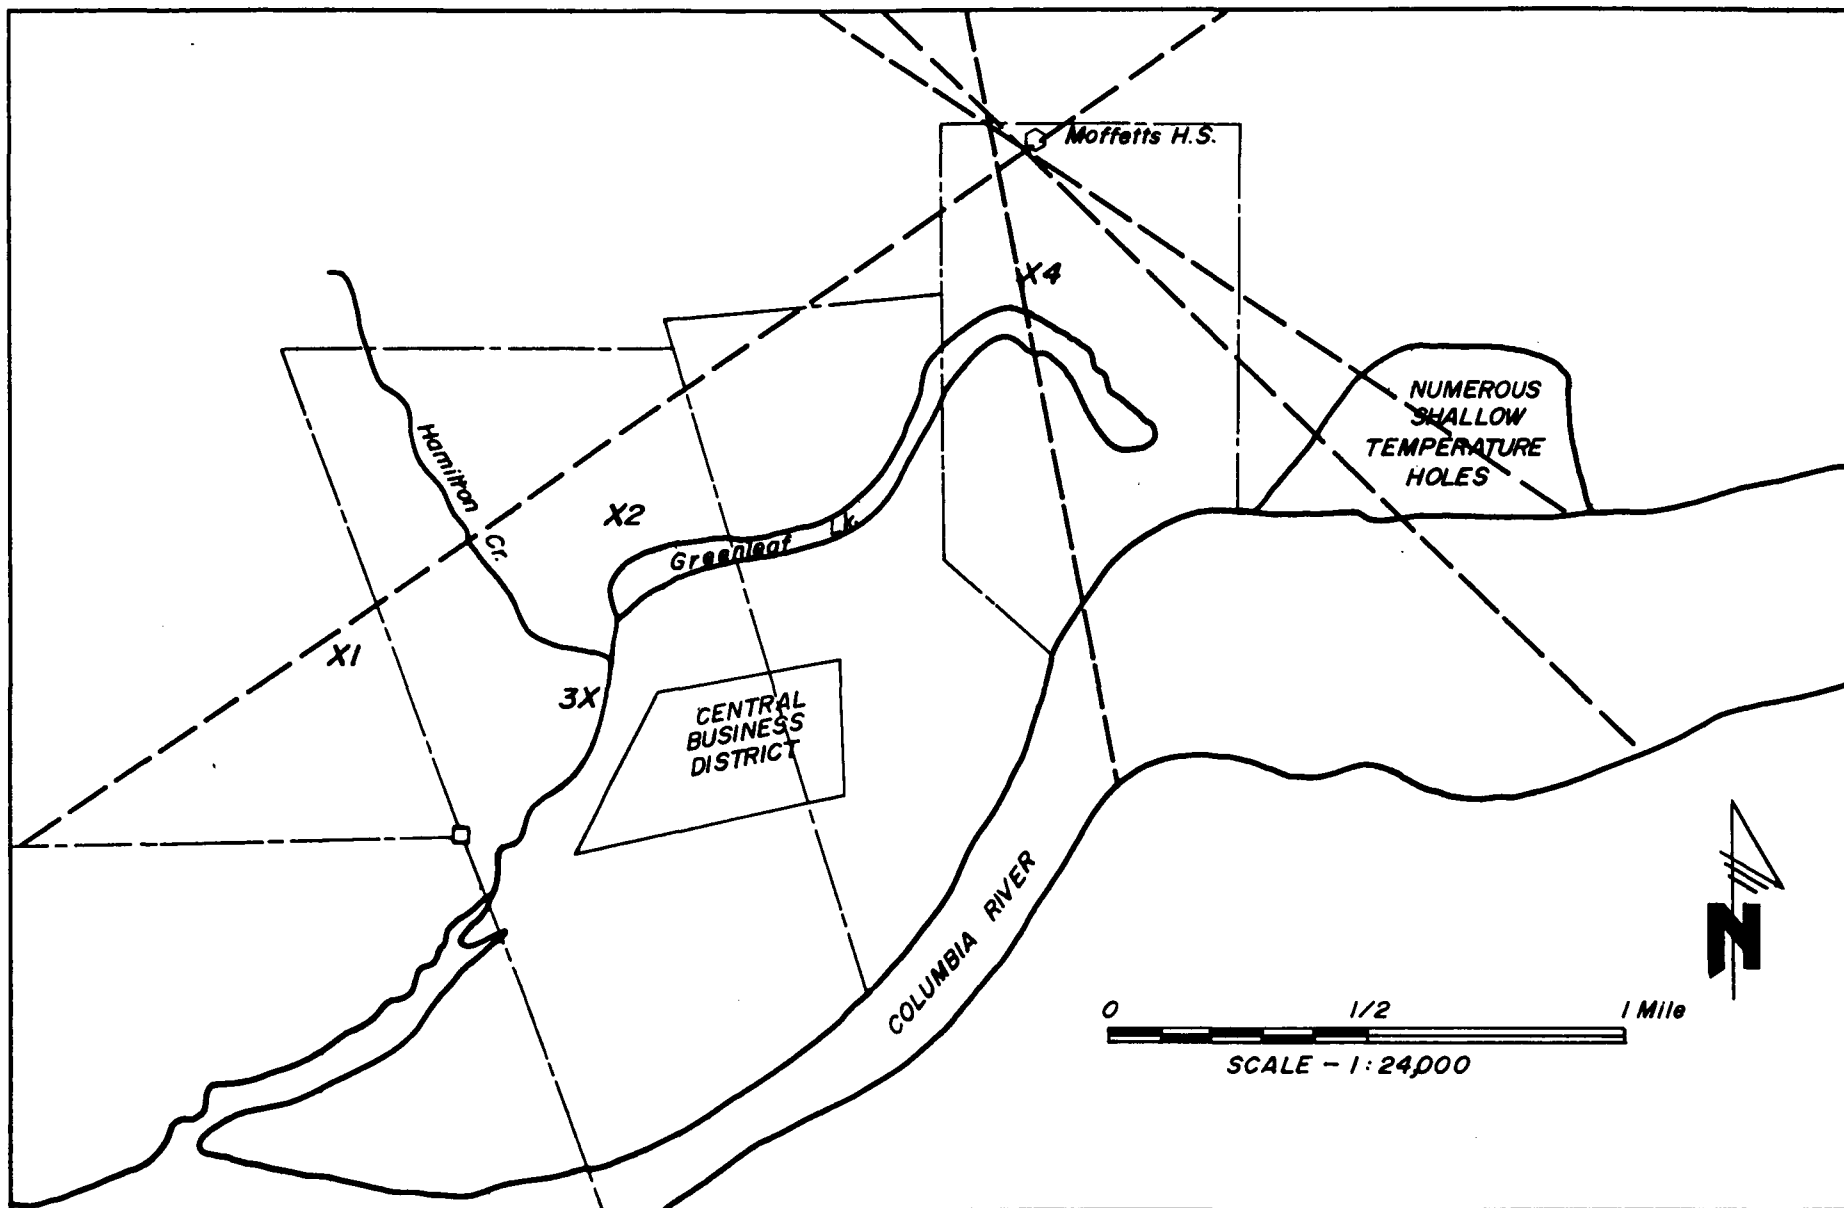 Moffetts H.S.
X4
NUMEROUS
SHALLOW
TEMPERATURE
HOLES
Hamilton
Cr.
X2
Greenleaf Lk.
X1
3X
CENTRAL
BUSINESS
DISTRICT
COLUMBIA RIVER
N
0 1/2 1 Mile
SCALE - 1:24,000